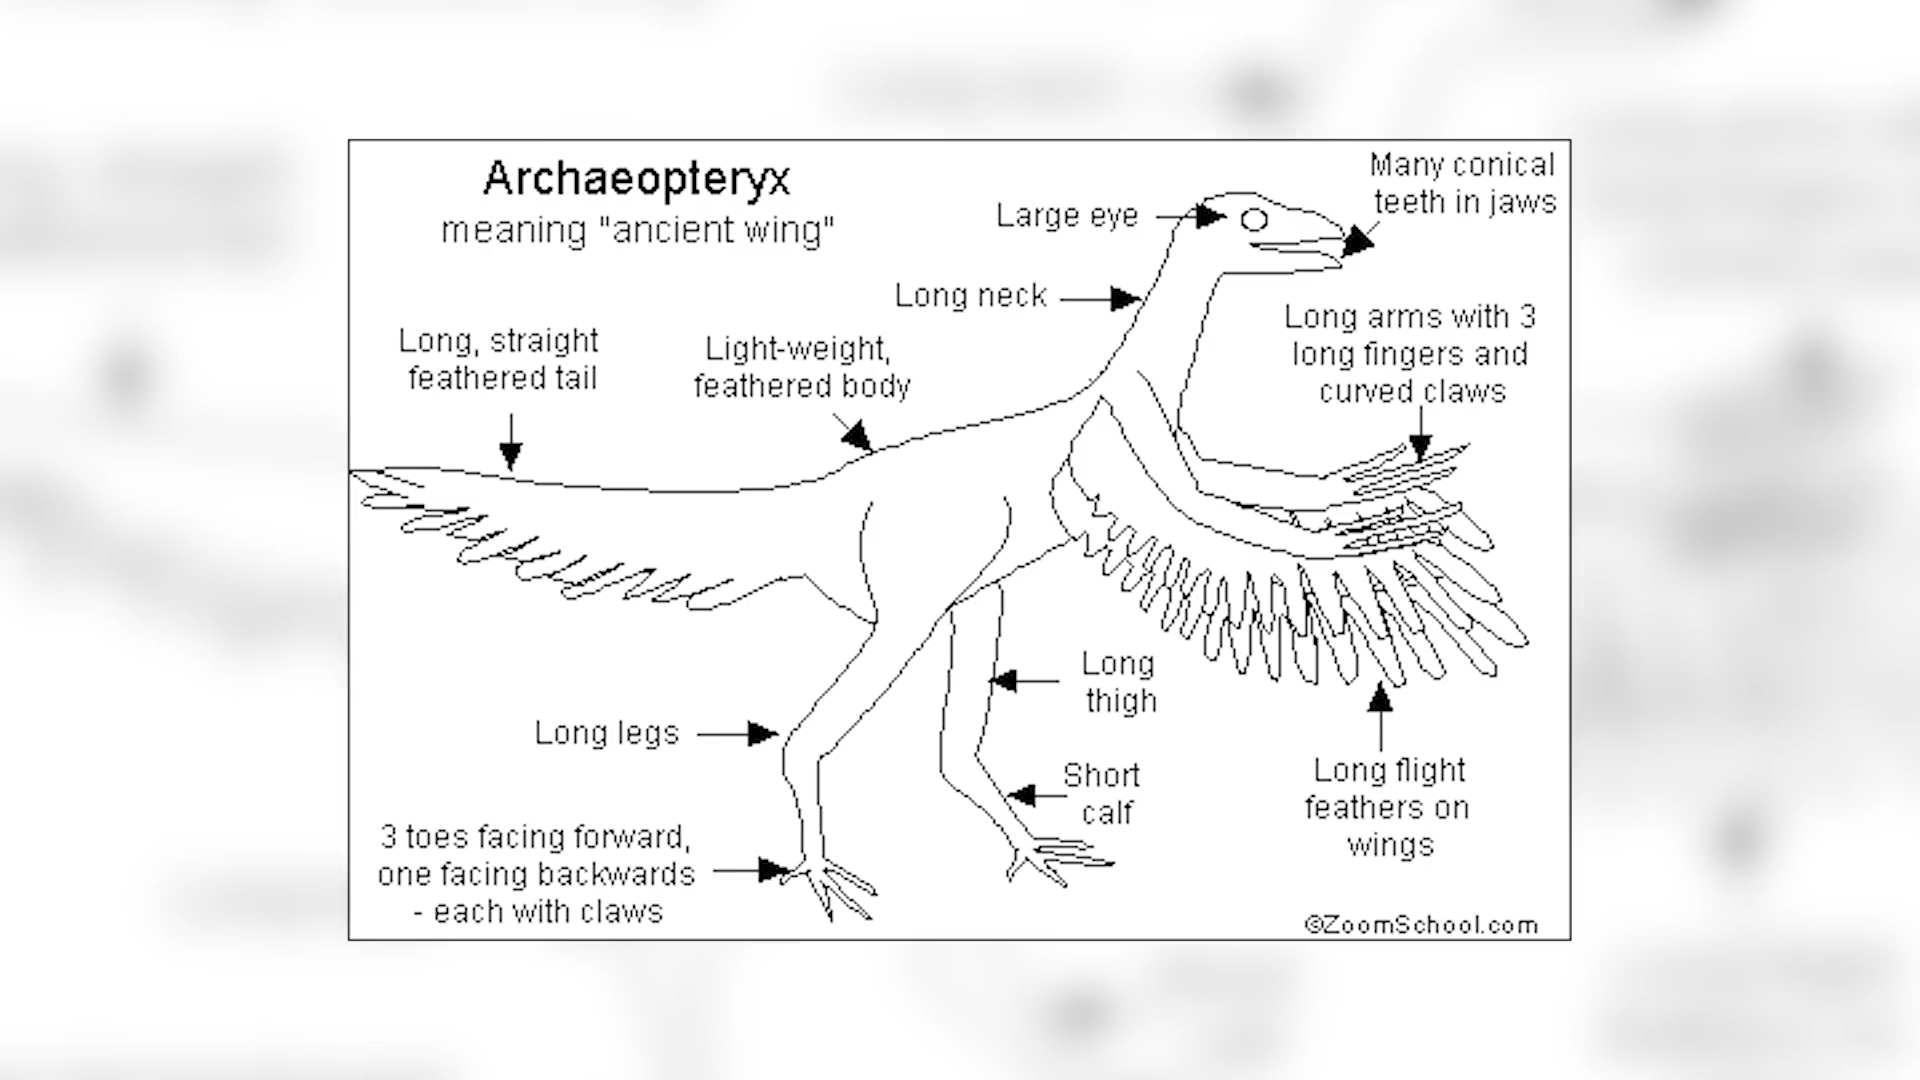 Archaeopteryx
meaning "ancient wing"
Large eye
Many conical
teeth in jaws
Long neck
Long arms with 3
long fingers and
curved claws
Long, straight
feathered tail
Light-weight,
feathered body
Long
thigh
Long legs
Short
calf
Long flight
feathers on
wings
3 toes facing forward,
one facing backwards
- each with claws
©ZoomSchool.com